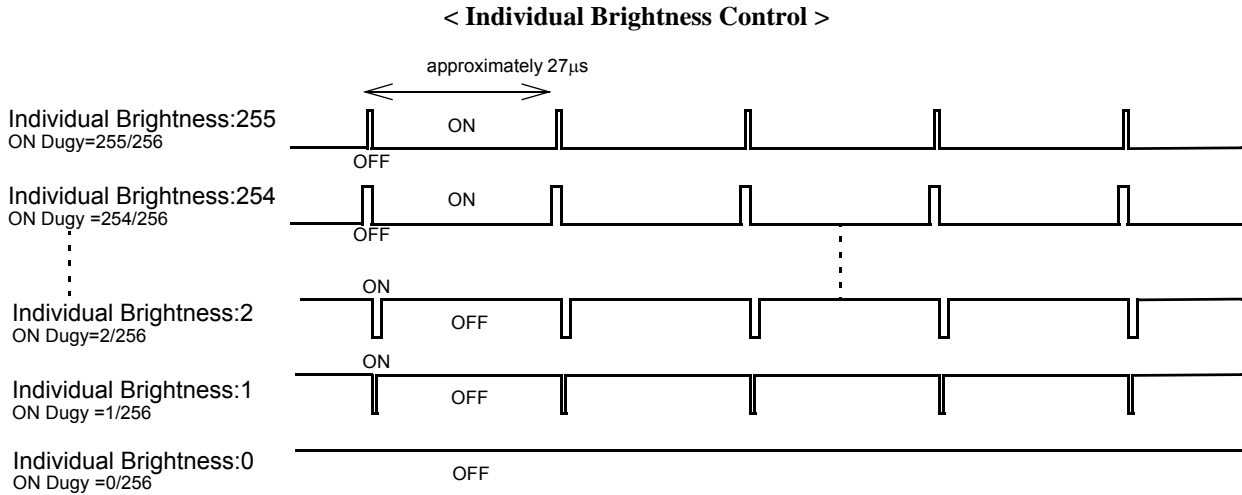 < Individual Brightness Control >
approximately 27μs
Individual Brightness:255
ON Dugy=255/256
ON
OFF
Individual Brightness:254
ON Dugy =254/256
ON
OFF
Individual Brightness:2
ON Dugy=2/256
ON
OFF
Individual Brightness:1
ON Dugy =1/256
ON
OFF
Individual Brightness:0
ON Dugy =0/256
OFF